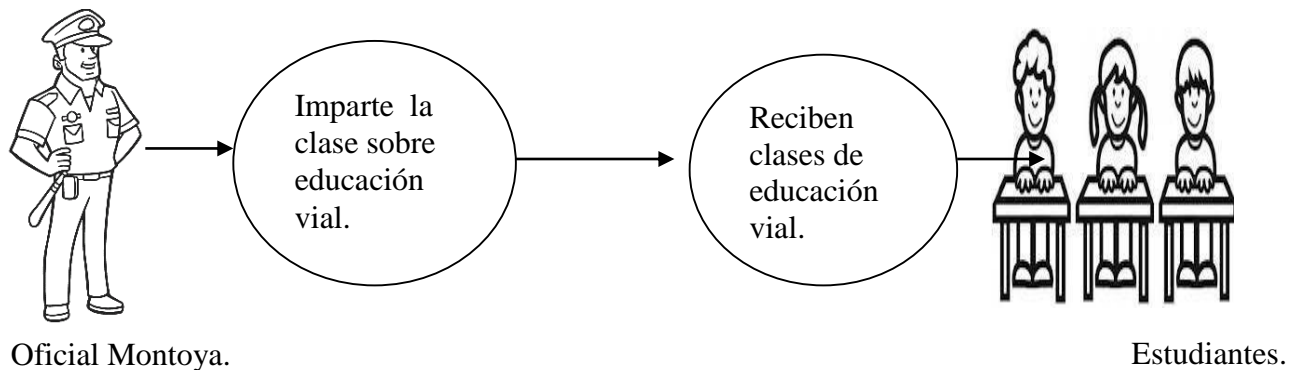 Imparte la
clase sobre
educación
vial.
Reciben
clases de
educación
vial.
Oficial Montoya.
Estudiantes.